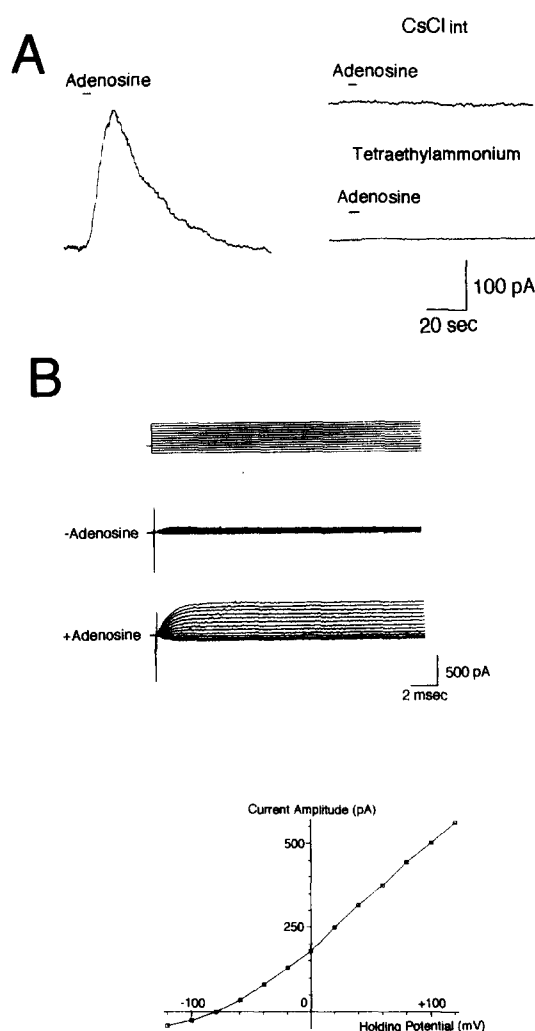 A
Adenosine
CsCl int
Adenosine
Tetraethylammonium
Adenosine
100 pA
20 sec
B
-Adenosine
+Adenosine
500 pA
2 msec
Current Amplitude (pA)
500
250
-100
0
+100
Holding Potential (mV)